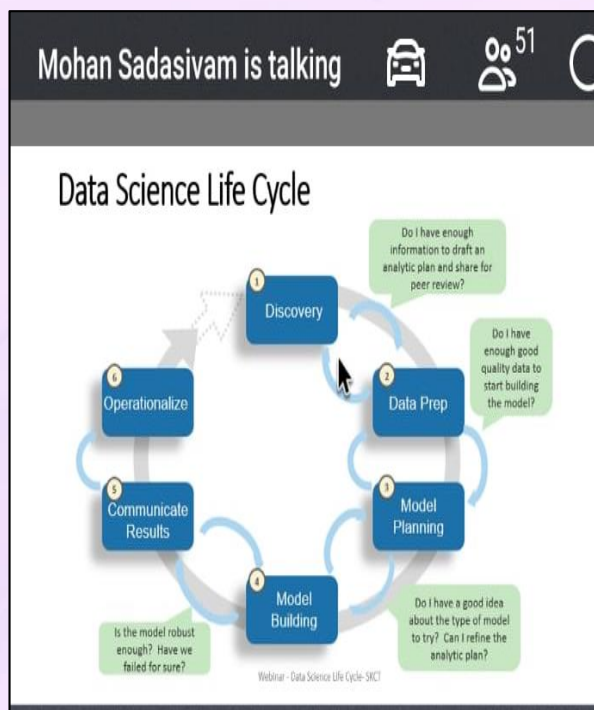 Mohan Sadasivam is talking
51
Data Science Life Cycle
Do I have enough
information to draft an
analytic plan and share for
peer review?
1
Discovery
Do I have
enough good
quality data to
start building
the model?
6
Operationalize
2
Data Prep
5
Communicate
Results
3
Model
Planning
4
Model
Building
Do I have a good idea
about the type of model
to try? Can I refine the
analytic plan?
Is the model robust
enough? Have we
failed for sure?
Webinar - Data Science Life Cycle- SKCT